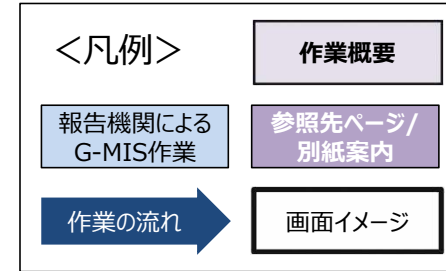 ＜凡例＞
作業概要
報告機関による
G-MIS作業
参照先ページ/
別紙案内
作業の流れ
画面イメージ